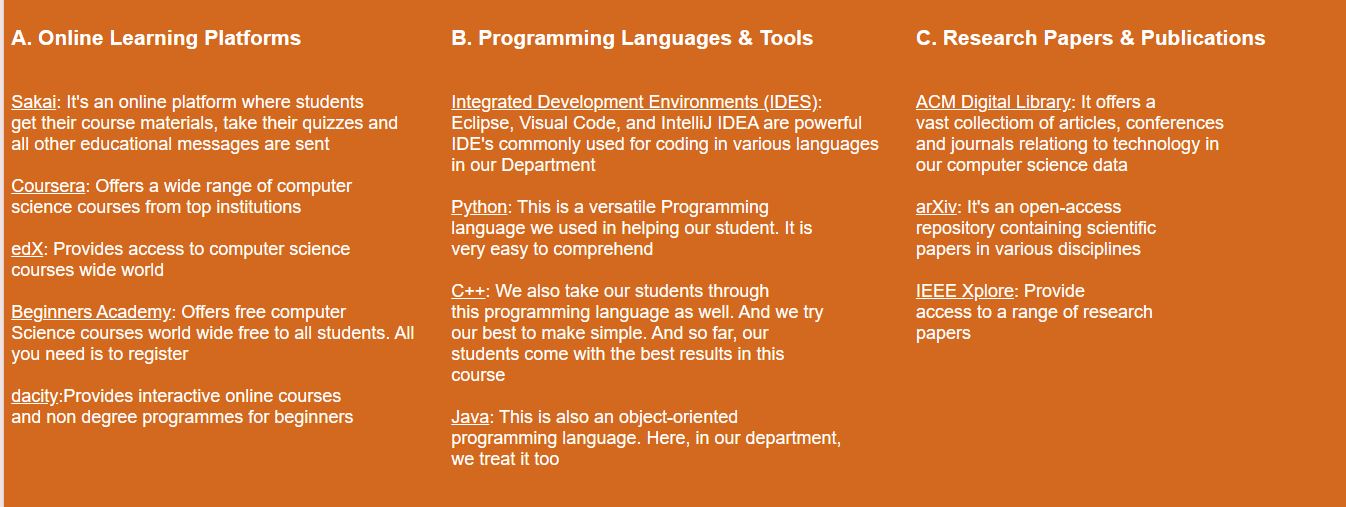 A. Online Learning Platforms
Sakai: It's an online platform where students
get their course materials, take their quizzes and
all other educational messages are sent
Coursera: Offers a wide range of computer
science courses from top institutions
edX: Provides access to computer science
courses wide world
Beginners Academy: Offers free computer
Science courses world wide free to all students. All
you need is to register
dacity:Provides interactive online courses
and non degree programmes for beginners
B. Programming Languages & Tools
Integrated Development Environments (IDES):
Eclipse, Visual Code, and IntelliJ IDEA are powerful
IDE's commonly used for coding in various languages
in our Department
Python: This is a versatile Programming
language we used in helping our student. It is
very easy to comprehend
C++: We also take our students through
this programming language as well. And we try
our best to make simple. And so far, our
students come with the best results in this
course
Java: This is also an object-oriented
programming language. Here, in our department,
we treat it too
C. Research Papers & Publications
ACM Digital Library: It offers a
vast collectiom of articles, conferences
and journals relationg to technology in
our computer science data
arXiv: It's an open-access
repository containing scientific
papers in various disciplines
IEEE Xplore: Provide
access to a range of research
papers